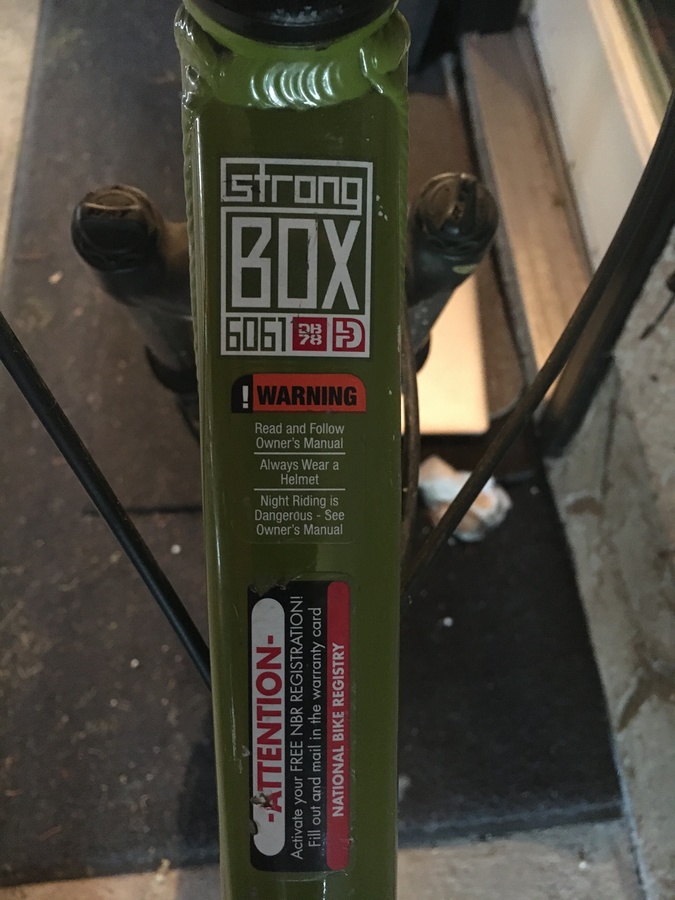 strong
BOX
6061 DB
78
! WARNING
Read and Follow
Owner's Manual
Always Wear a
Helmet
Night Riding is
Dangerous - See
Owner's Manual
-ATTENTION-
Activate your FREE NBR REGISTRATION!
Fill out and mail in the warranty card
NATIONAL BIKE REGISTRY